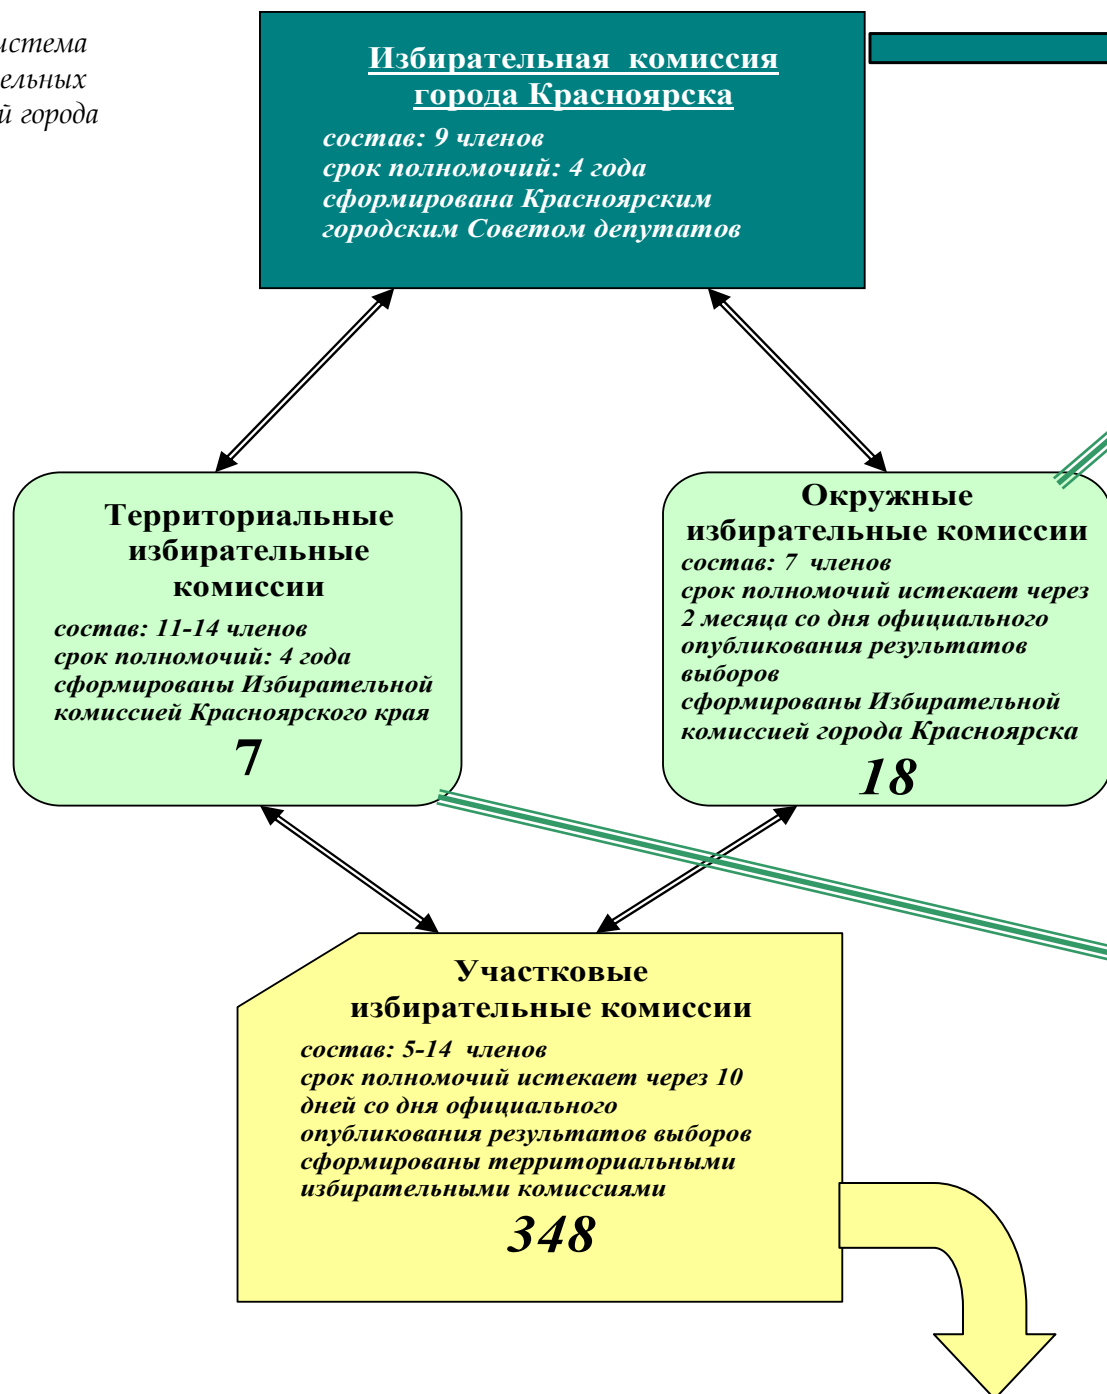 города
Избирательная комиссия
города Красноярска
состав: 9 членов
срок полномочий: 4 года
сформирована Красноярским
городским Советом депутатов
Территориальные
избирательные
комиссии
состав: 11-14 членов
срок полномочий: 4 года
сформированы Избирательной
комиссией Красноярского края
7
Окружные
избирательные комиссии
состав: 7 членов
срок полномочий истекает через
2 месяца со дня официального
опубликования результатов
выборов
сформированы Избирательной
комиссией города Красноярска
18
Участковые
избирательные комиссии
состав: 5-14 членов
срок полномочий истекает через 10
дней со дня официального
опубликования результатов выборов
сформированы территориальными
избирательными комиссиями
348